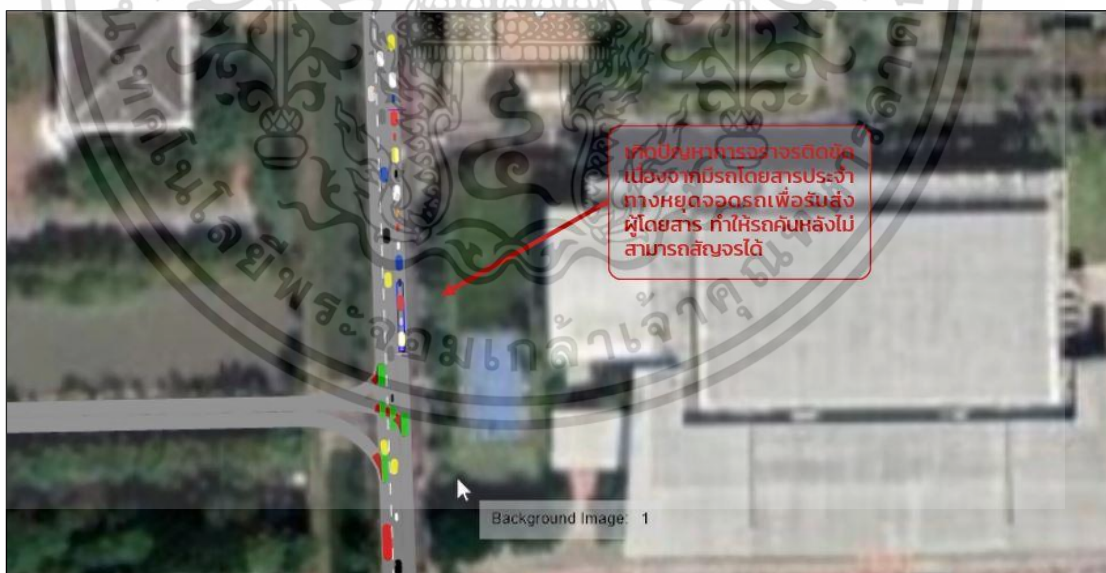 เกิดปัญหาการจราจรติดขัด
เนื่องจากมีรถโดยสารประจำ
ทางหยุดจอดรถเพื่อรับส่ง
ผู้โดยสาร ทำให้รถคันหลังไม่
สามารถสัญจรได้
Background Image: 1